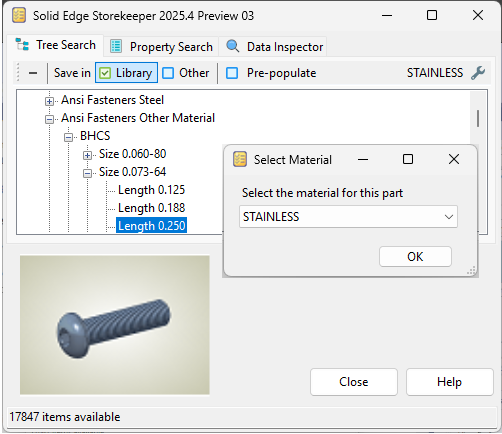 Solid Edge Storekeeper 2025.4 Preview 03
Tree Search Property Search Data Inspector
Save in Library Other Pre-populate STAINLESS
Ansi Fasteners Steel
Ansi Fasteners Other Material
BHCS
Size 0.060-80
Size 0.073-64
Length 0.125
Length 0.188
Length 0.250
Select Material
Select the material for this part
STAINLESS
OK
Close Help
17847 items available